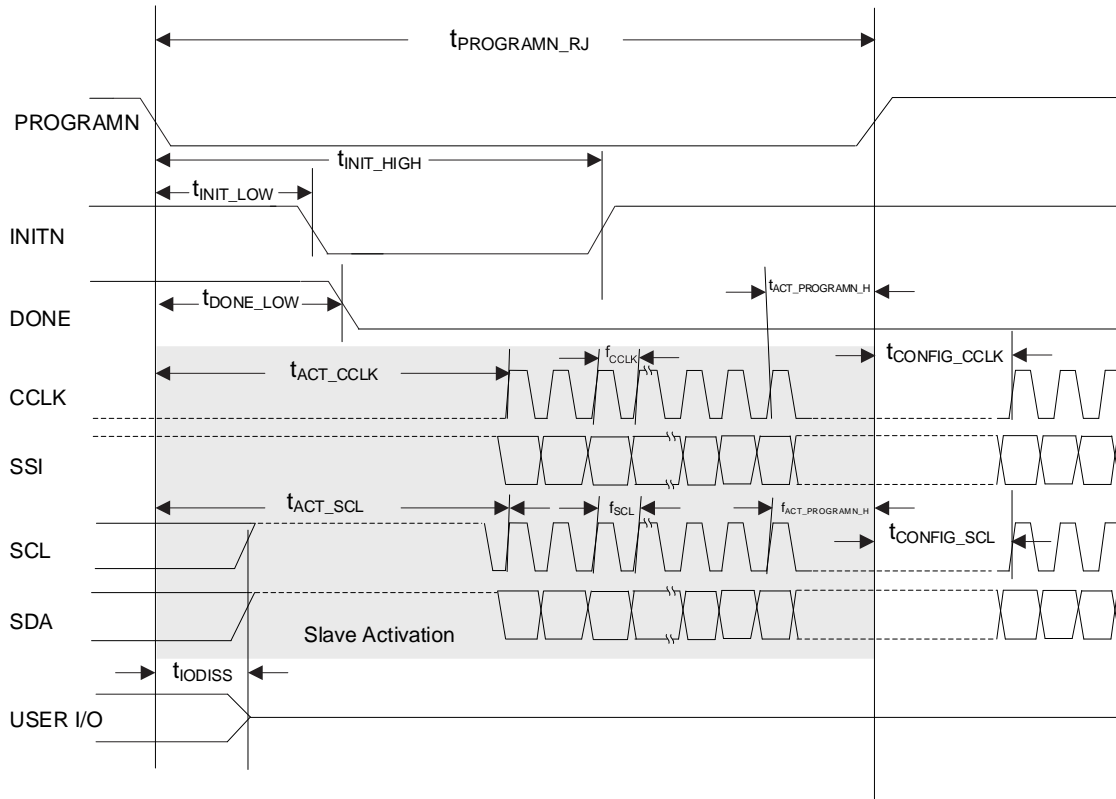 tPROGRAMN_RJ
PROGRAMN
tINIT_HIGH
tINIT_LOW
INITN
tDONE_LOW
tACT_PROGRAMN_H
DONE
fCCLK
tCONFIG_CCLK
tACT_CCLK
CCLK
SSI
tACT_SCL
fSCL
fACT_PROGRAMN_H
tCONFIG_SCL
SCL
SDA
Slave Activation
tIODISS
USER I/O